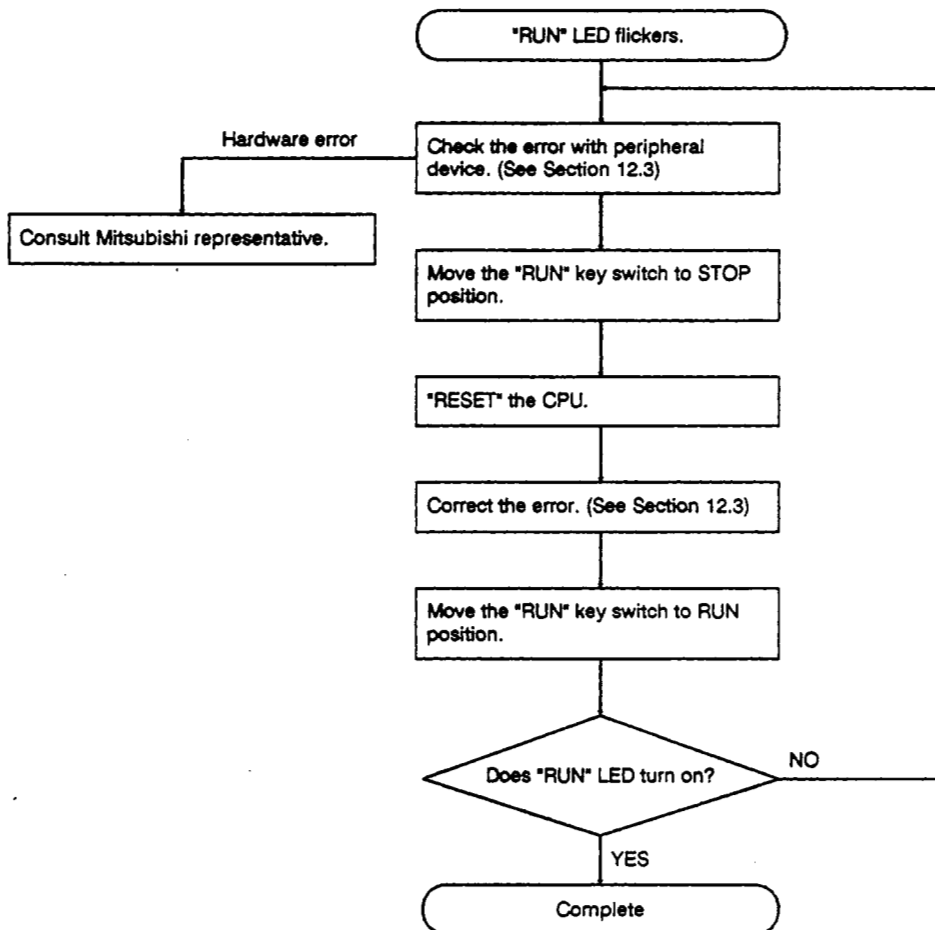 "RUN" LED flickers.
Hardware error
Check the error with peripheral
device. (See Section 12.3)
Consult Mitsubishi representative.
Move the "RUN" key switch to STOP
position.
"RESET" the CPU.
Correct the error. (See Section 12.3)
Move the "RUN" key switch to RUN
position.
Does "RUN" LED turn on?
NO
YES
Complete